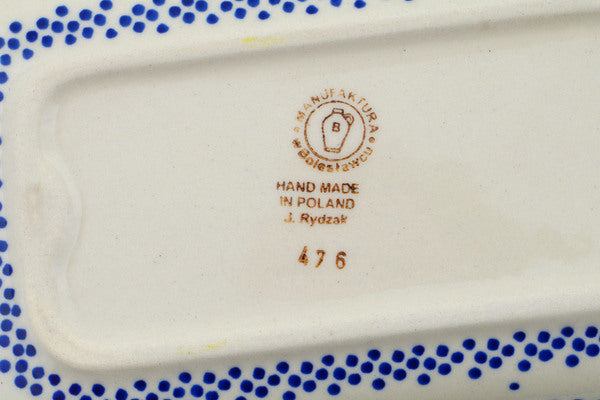 MANUFAKTURA
B
w Bolesławcu
HAND MADE
IN POLAND
J. Rydzak
476